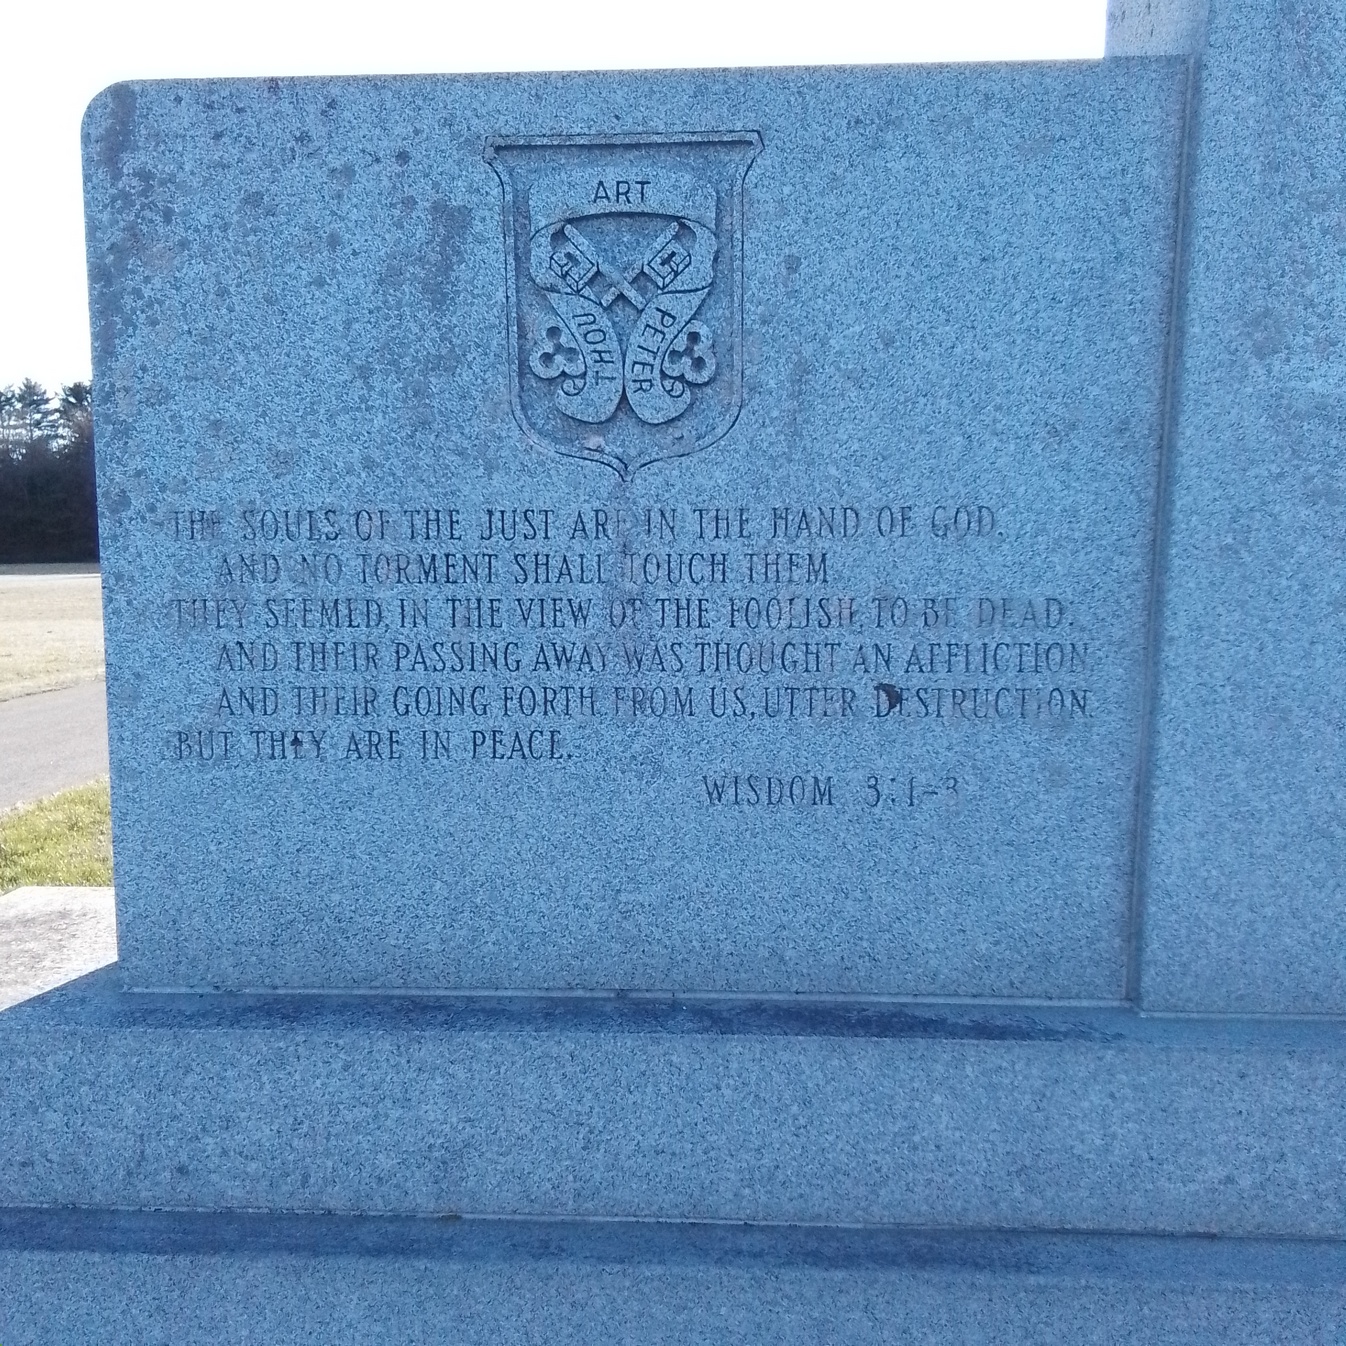 ART
THOU
PETER
THE SOULS OF THE JUST ARE IN THE HAND OF GOD.
AND NO TORMENT SHALL TOUCH THEM
THEY SEEMED, IN THE VIEW OF THE FOOLISH, TO BE DEAD.
AND THEIR PASSING AWAY WAS THOUGHT AN AFFLICTION
AND THEIR GOING FORTH FROM US, UTTER DESTRUCTION.
BUT THEY ARE IN PEACE.
WISDOM 3:1-3